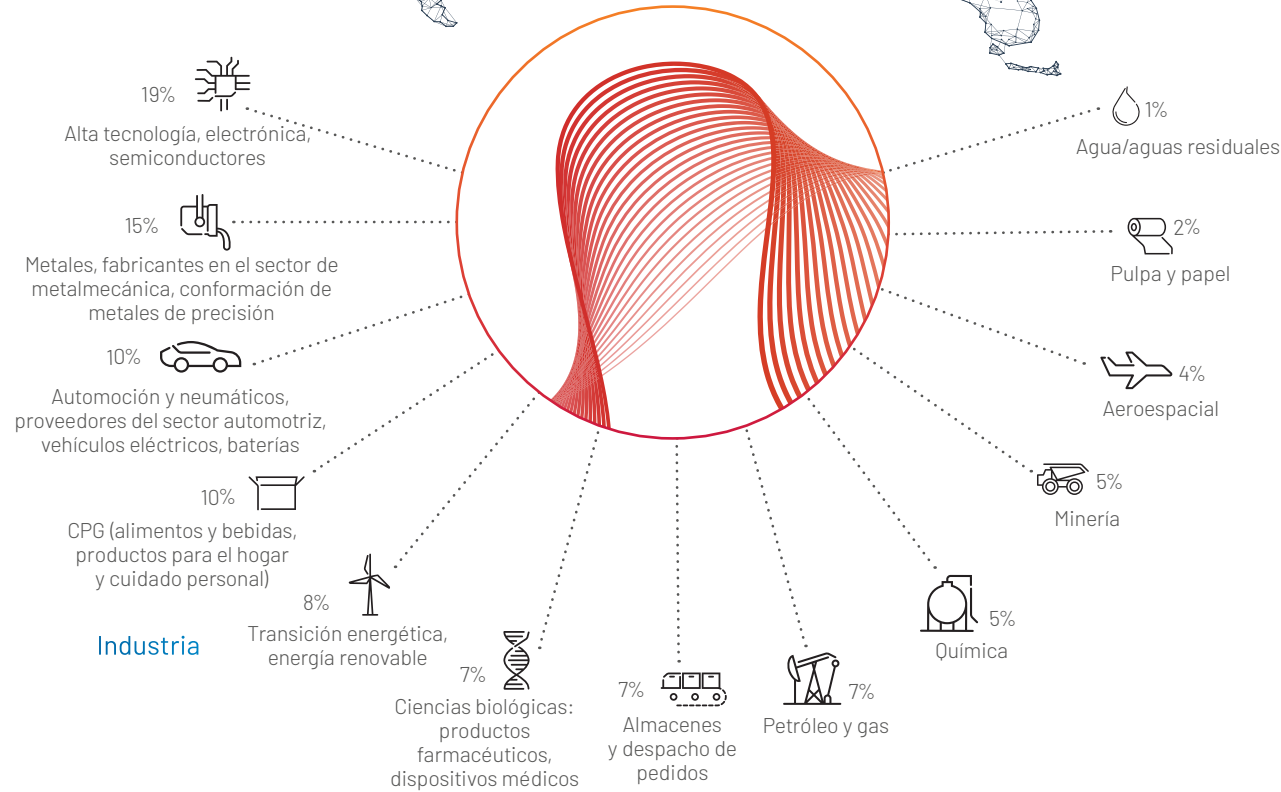 19%
Alta tecnología, electrónica,
semiconductores
15%
Metales, fabricantes en el sector de
metalmecánica, conformación de
metales de precisión
10%
Automoción y neumáticos,
proveedores del sector automotriz,
vehículos eléctricos, baterías
10%
CPG (alimentos y bebidas,
productos para el hogar
y cuidado personal)
8%
Transición energética,
energía renovable
Industria
7%
Ciencias biológicas:
productos
farmacéuticos,
dispositivos médicos
7%
Almacenes
y despacho de
pedidos
7%
Petróleo y gas
5%
Química
5%
Minería
4%
Aeroespacial
2%
Pulpa y papel
1%
Agua/aguas residuales